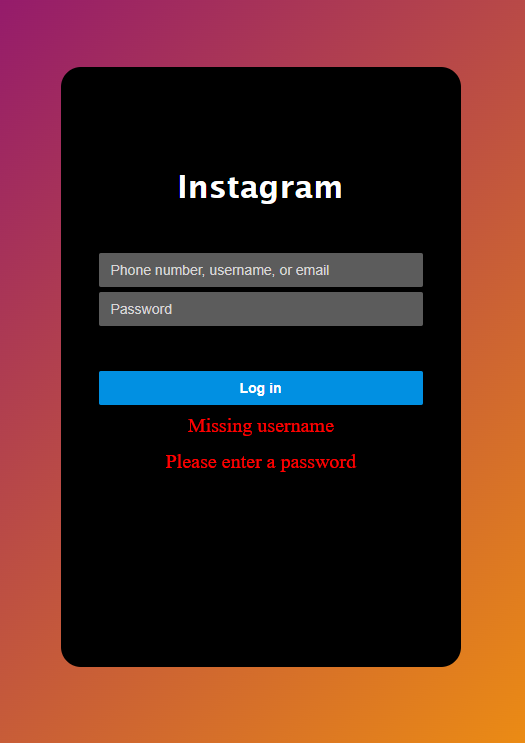 Instagram
Phone number, username, or email
Password
Log in
Missing username
Please enter a password